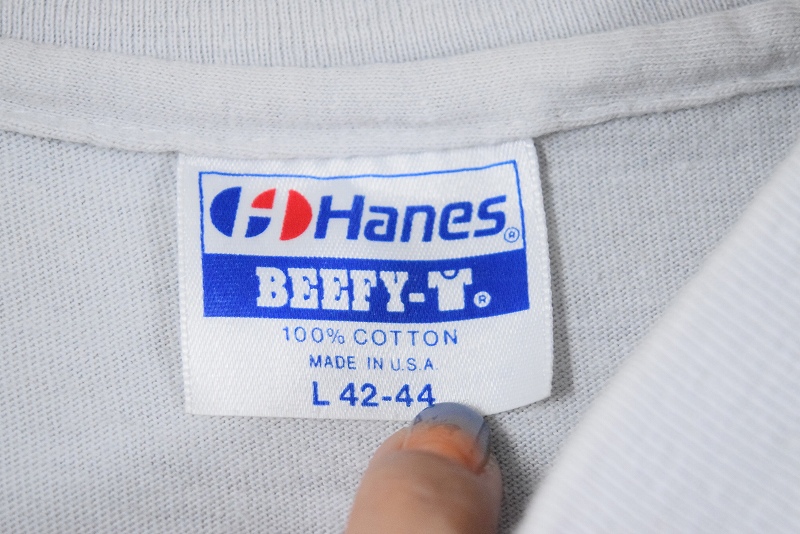 Hanes®
BEEFY-T®
100% COTTON
MADE IN U.S.A.
L 42-44